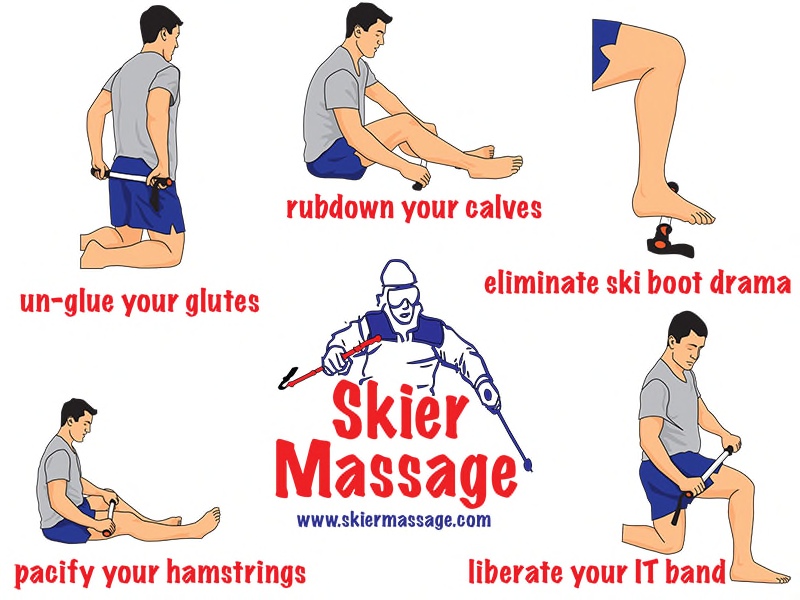 rubdown your calves
eliminate ski boot drama
un-glue your glutes
Skier
Massage
www.skiermassage.com
pacify your hamstrings
liberate your IT band